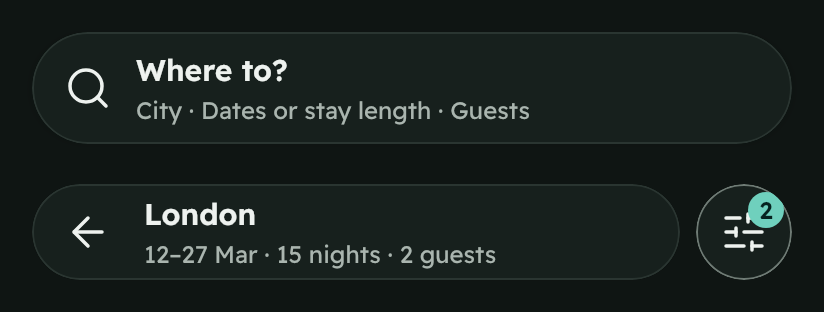 Where to?
City · Dates or stay length · Guests
London
12–27 Mar · 15 nights · 2 guests
2